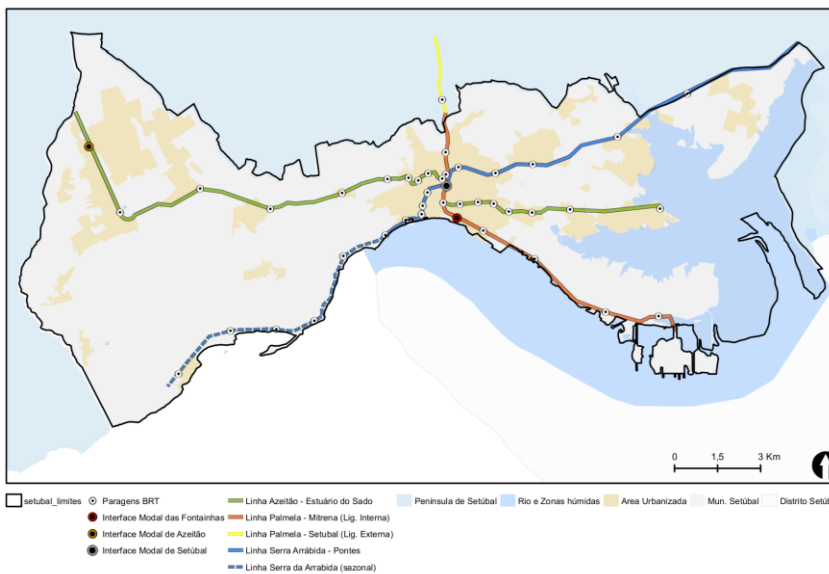 0 1,5 3 Km
setubal_limites
Paragens BRT
Interface Modal das Fontainhas
Interface Modal de Azeitão
Interface Modal de Setúbal
Linha Azeitão - Estuário do Sado
Linha Palmela - Mitrena (Lig. Interna)
Linha Palmela - Setubal (Lig. Externa)
Linha Serra Arrábida - Pontes
Linha Serra da Arrabida (sazonal)
Península de Setúbal
Rio e Zonas húmidas
Area Urbanizada
Mun. Setúbal
Distrito Setúb